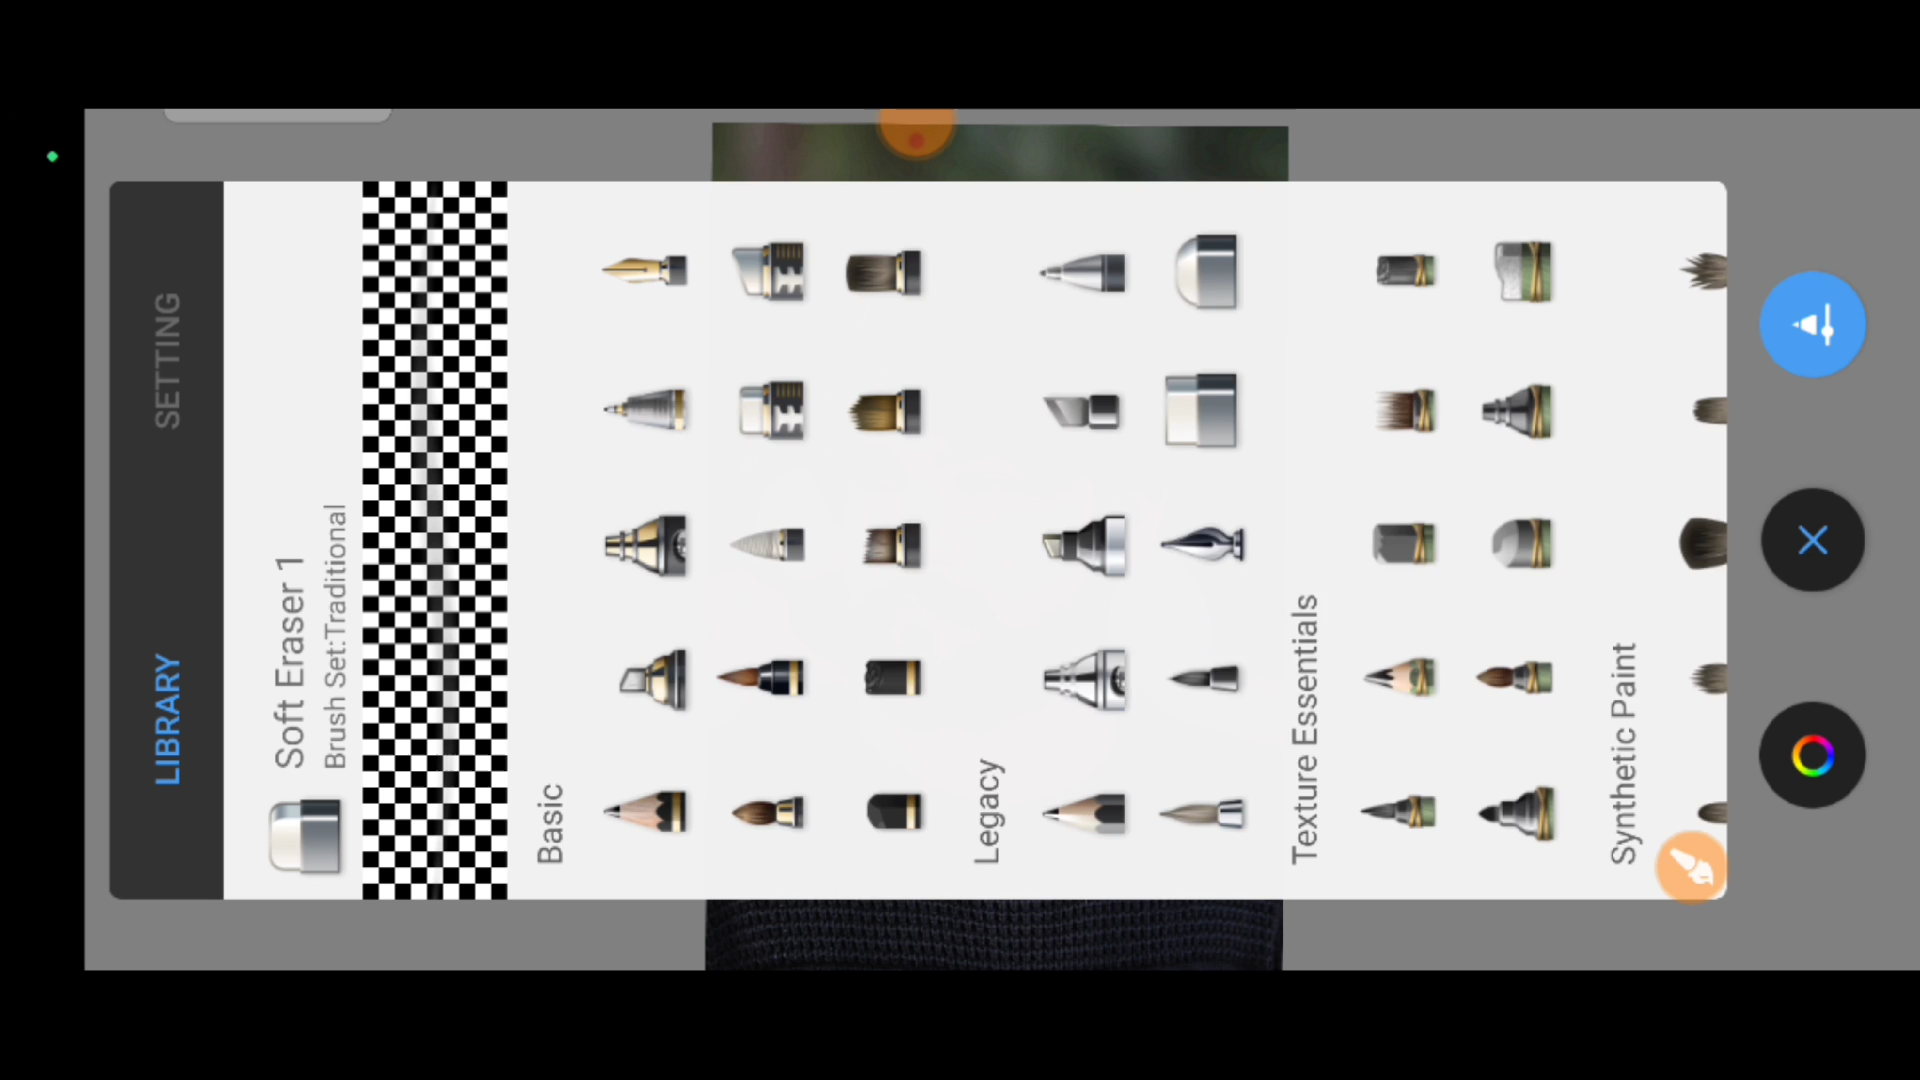 LIBRARY SETTING
Soft Eraser 1
Brush Set:Traditional
Basic
Legacy
Texture Essentials
Synthetic Paint